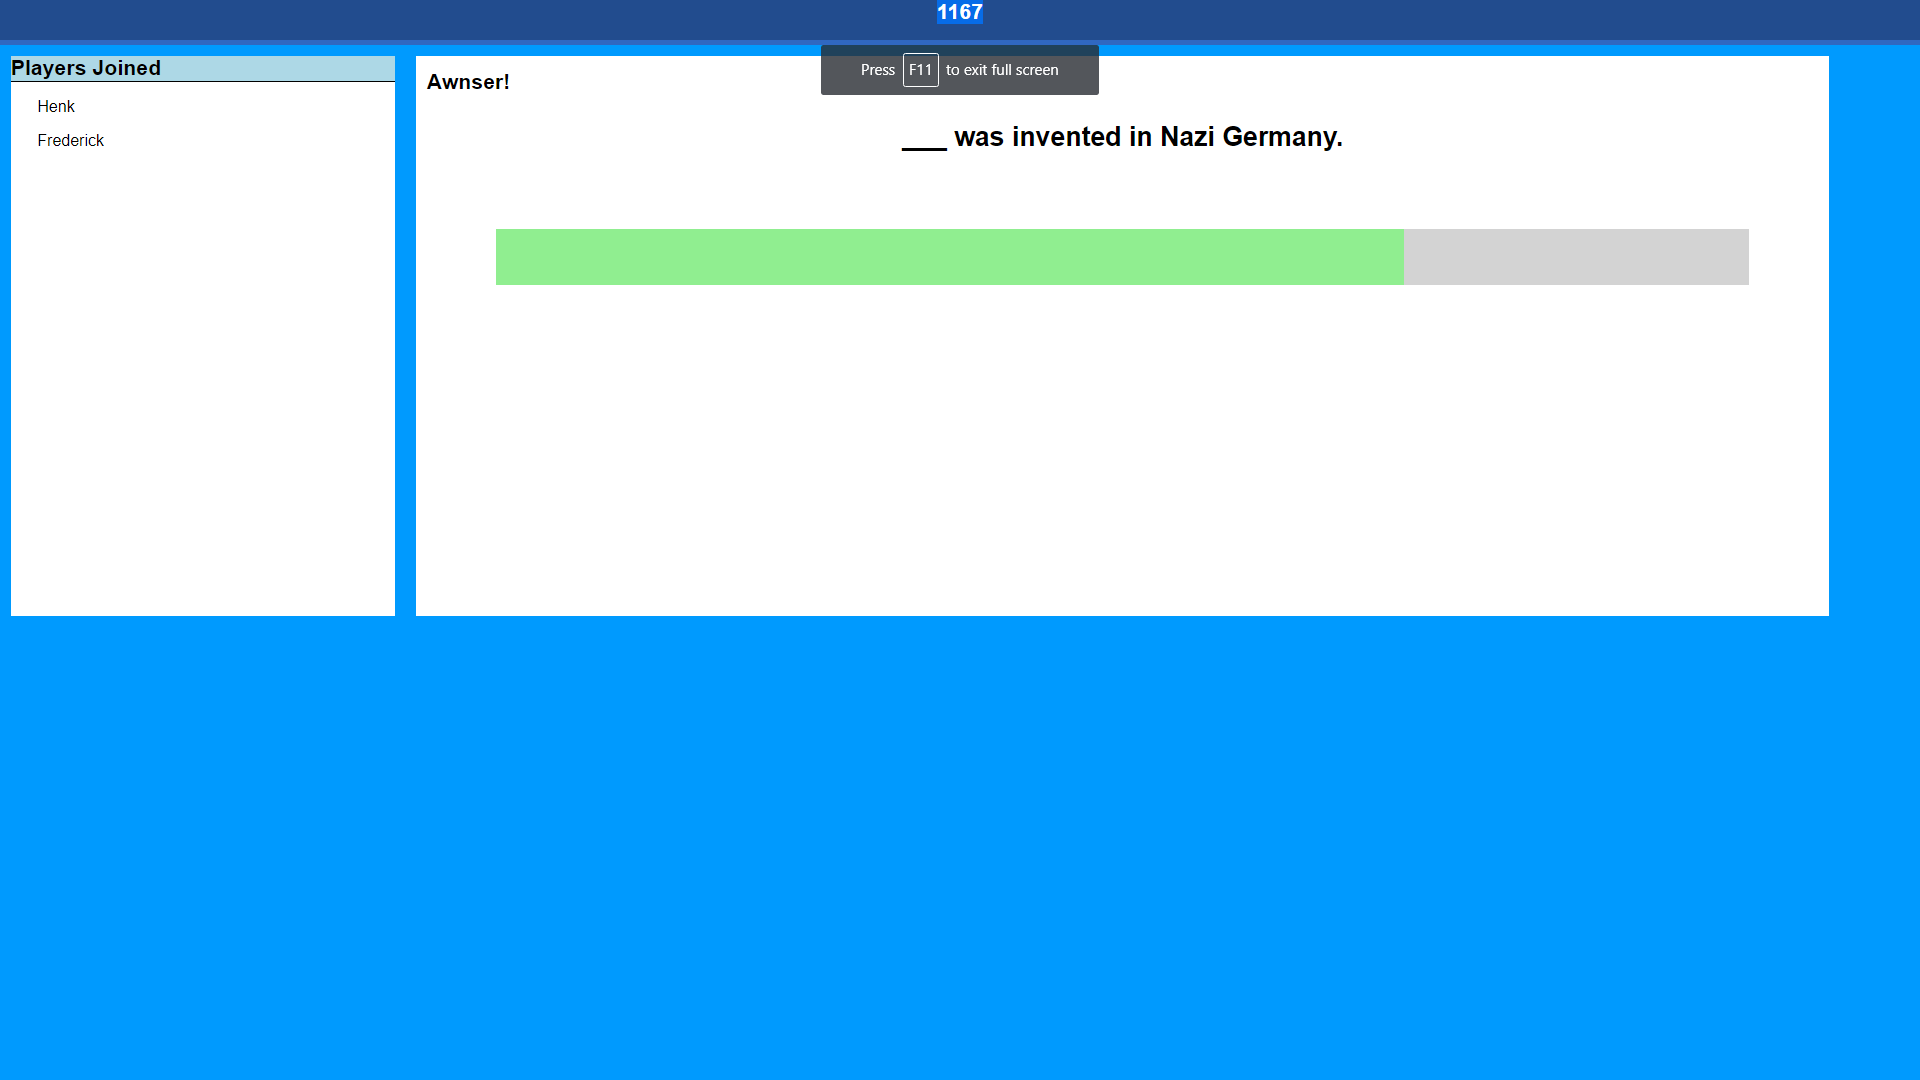 1167
Press F11 to exit full screen
Players Joined
Henk
Frederick
Awnser!
___ was invented in Nazi Germany.